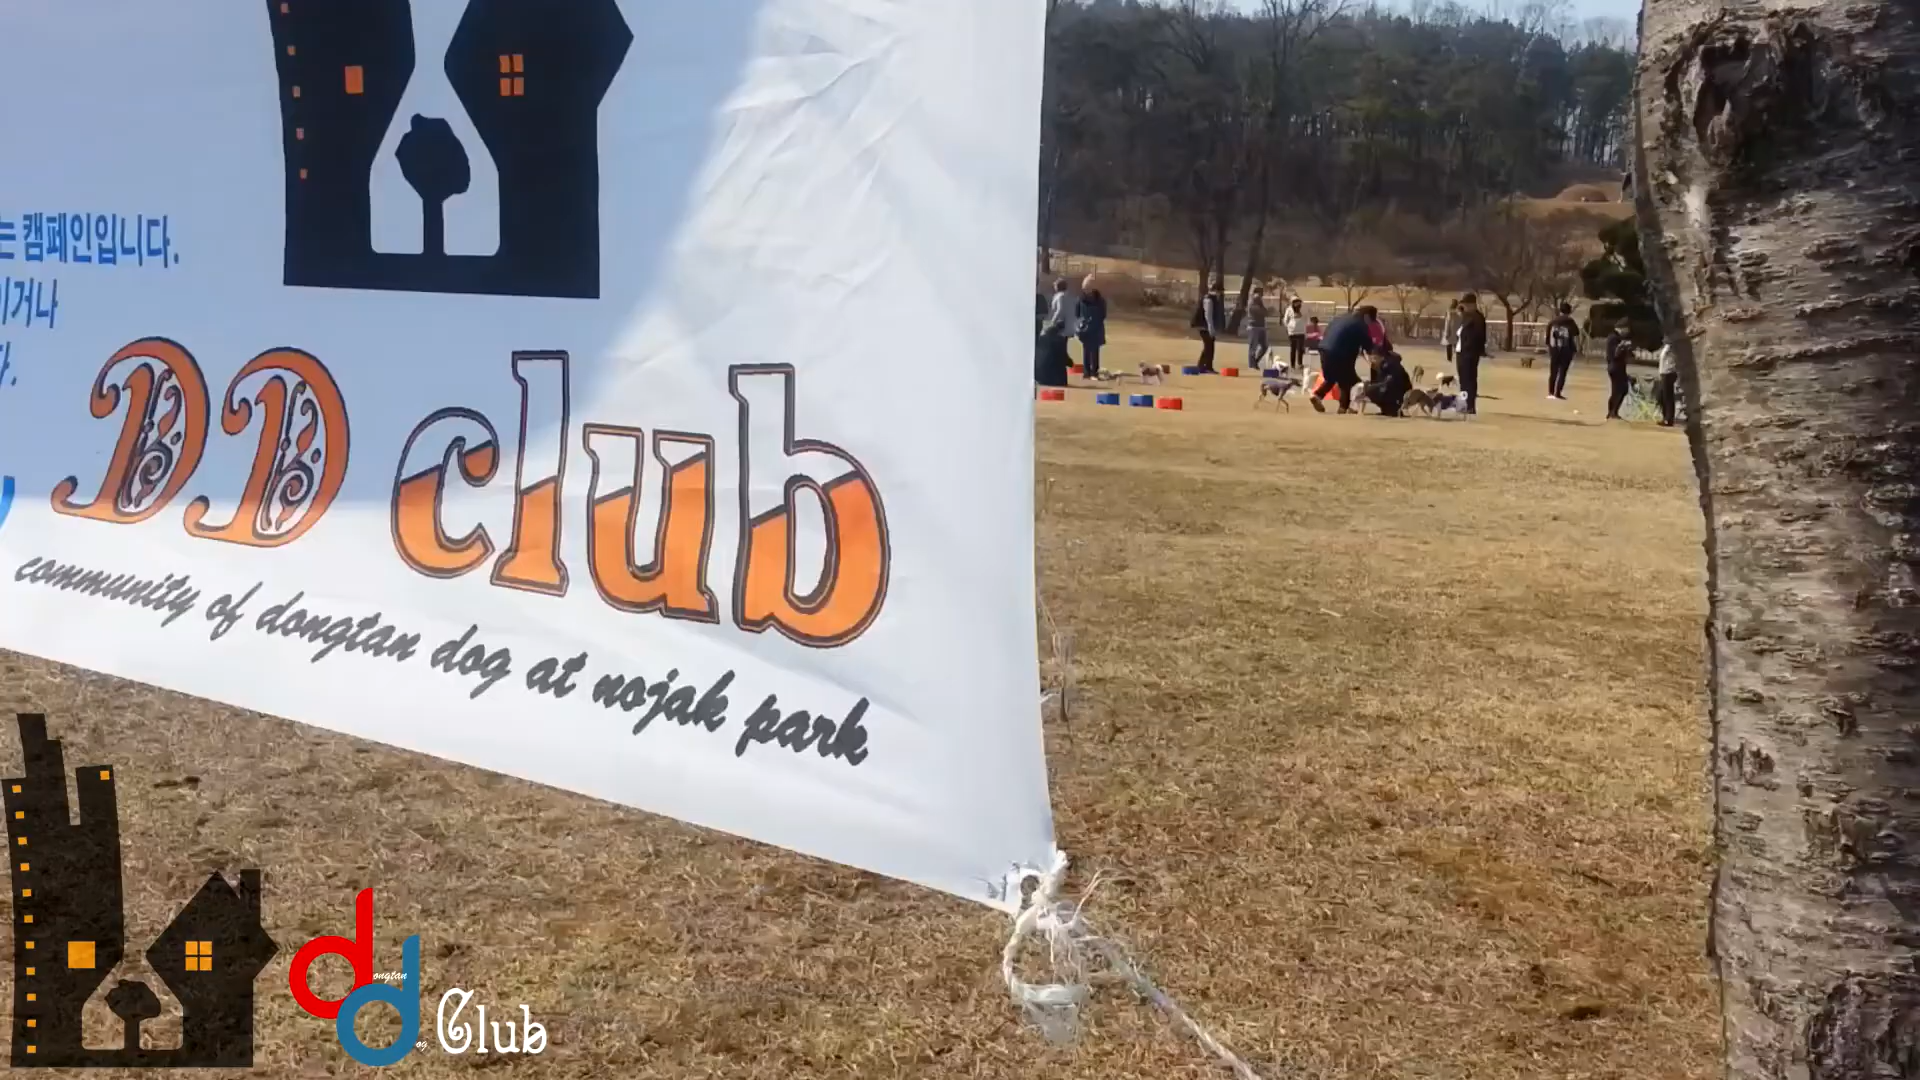 는 캠페인입니다.
이거나
다.
DD club
community of dongtan dog at nojak park
dongtan
dog Club